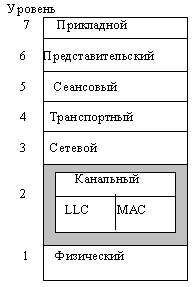 Уровень
7 Прикладной
6 Представительский
5 Сеансовый
4 Транспортный
3 Сетевой
Канальный
2 LLC MAC
1 Физический